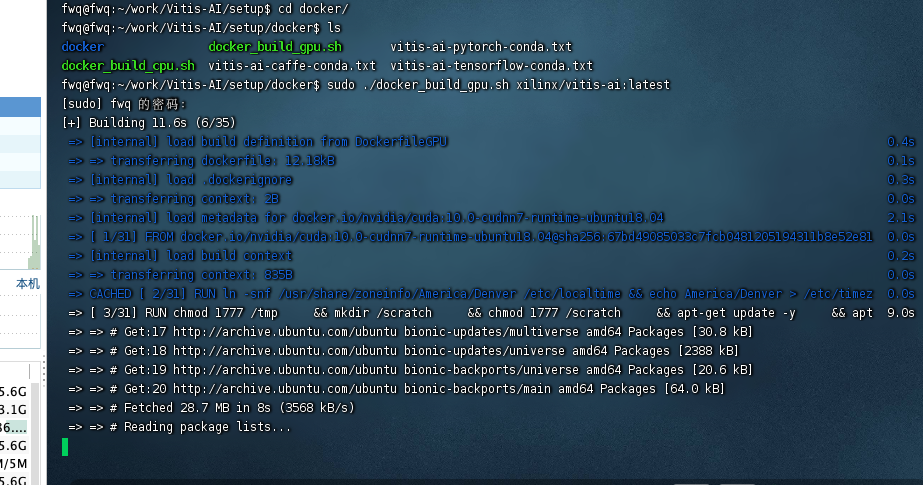 fwq@fwq:~/work/Vitis-AI/setup$ cd docker/
fwq@fwq:~/work/Vitis-AI/setup/docker$ ls
docker docker_build_gpu.sh vitis-ai-pytorch-conda.txt
docker_build_cpu.sh vitis-ai-caffe-conda.txt vitis-ai-tensorflow-conda.txt
fwq@fwq:~/work/Vitis-AI/setup/docker$ sudo ./docker_build_gpu.sh xilinx/vitis-ai:latest
[sudo] fwq 的密码:
[+] Building 11.6s (6/35)
=> [internal] load build definition from DockerfileGPU 0.4s
=> => transferring dockerfile: 12.18kB 0.1s
=> [internal] load .dockerignore 0.3s
=> => transferring context: 2B 0.0s
=> [internal] load metadata for docker.io/nvidia/cuda:10.0-cudnn7-runtime-ubuntu18.04 2.1s
=> [ 1/31] FROM docker.io/nvidia/cuda:10.0-cudnn7-runtime-ubuntu18.04@sha256:67bd49085033c7fcb0481205194311b8e52e81 0.0s
=> [internal] load build context 0.2s
=> => transferring context: 835B 0.0s
=> CACHED [ 2/31] RUN ln -snf /usr/share/zoneinfo/America/Denver /etc/localtime && echo America/Denver > /etc/timez 0.0s
=> [ 3/31] RUN chmod 1777 /tmp && mkdir /scratch && chmod 1777 /scratch && apt-get update -y && apt 9.0s
=> => # Get:17 http://archive.ubuntu.com/ubuntu bionic-updates/multiverse amd64 Packages [30.8 kB]
=> => # Get:18 http://archive.ubuntu.com/ubuntu bionic-updates/universe amd64 Packages [2388 kB]
=> => # Get:19 http://archive.ubuntu.com/ubuntu bionic-backports/universe amd64 Packages [20.6 kB]
=> => # Get:20 http://archive.ubuntu.com/ubuntu bionic-backports/main amd64 Packages [64.0 kB]
=> => # Fetched 28.7 MB in 8s (3568 kB/s)
=> => # Reading package lists...
本机
5.6G
3.1G
36....
5.6G
M/5M
5.6G